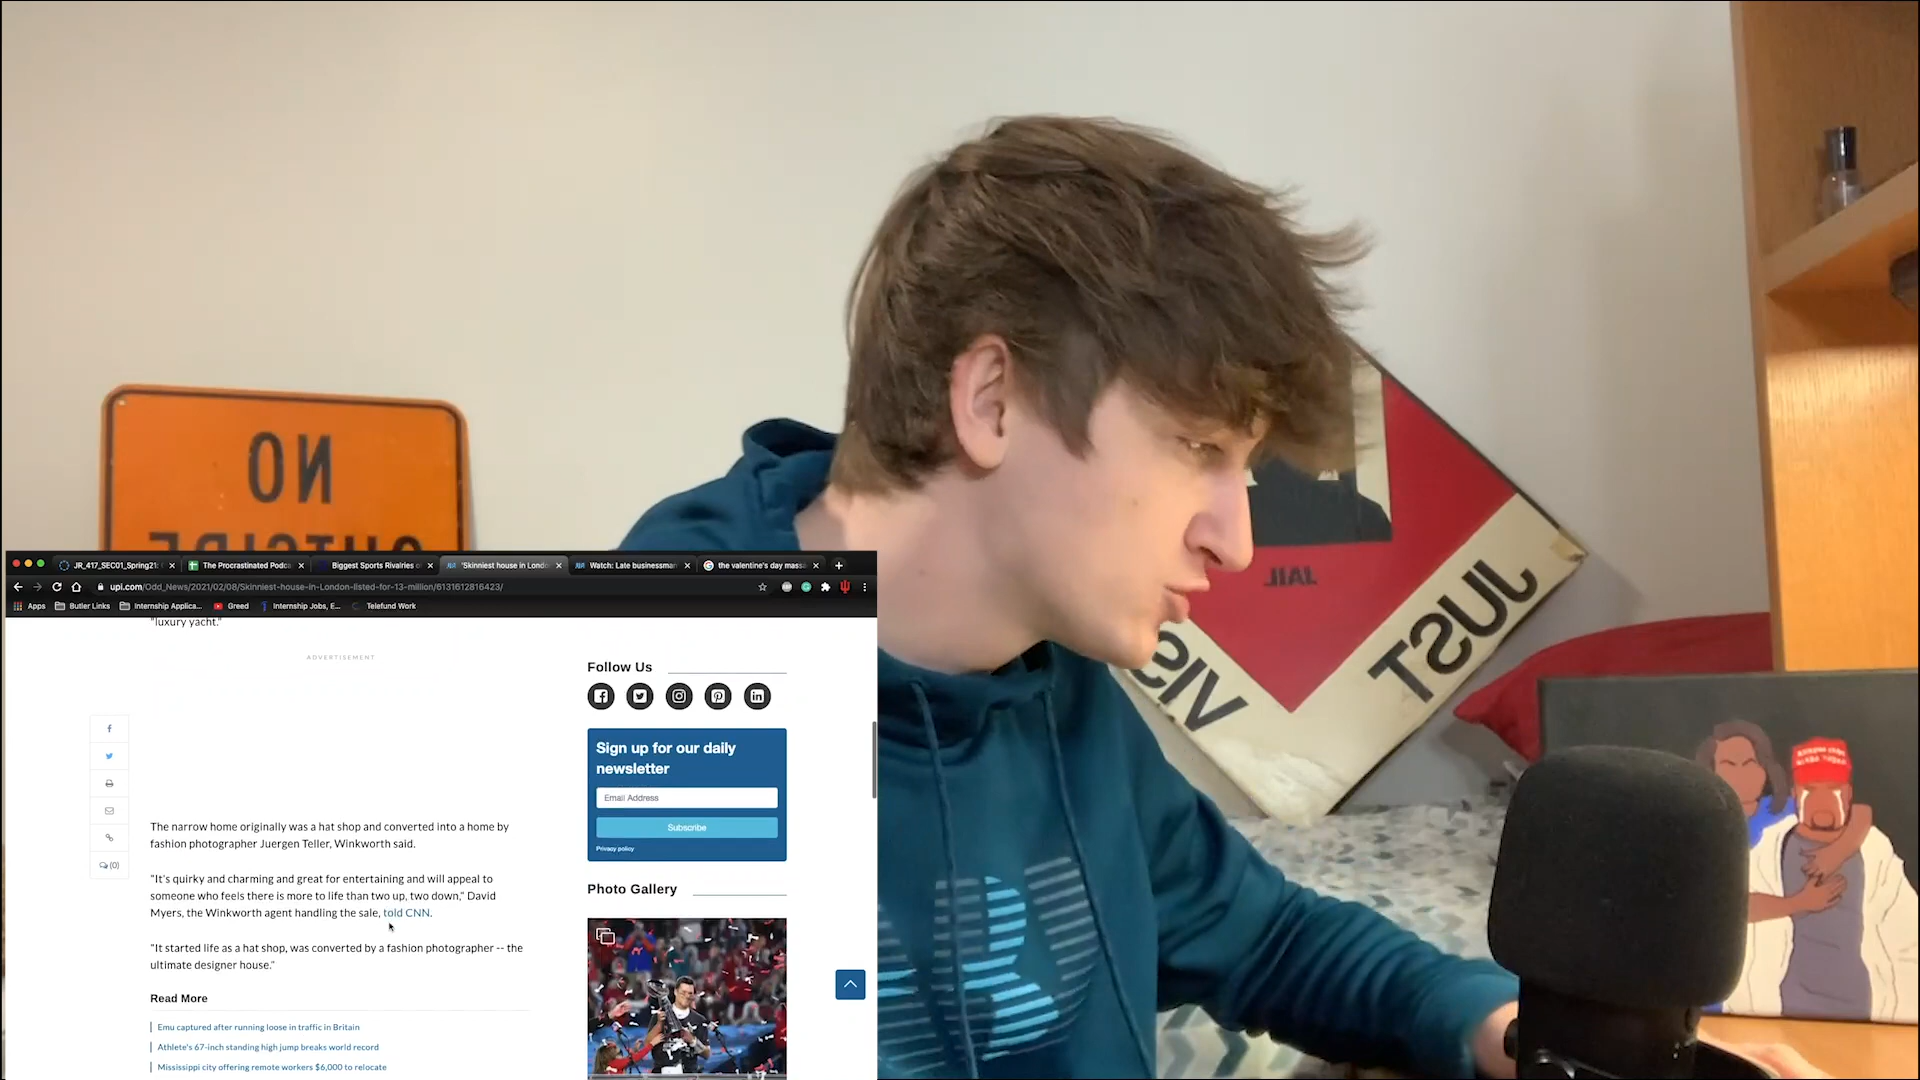 NO
OUTSIDE
JAIL
JUST
VISI
JR_417_SEC01_Spring21:
The Procrastinated Podca
Biggest Sports Rivalries o
'Skinniest house in Londo
Watch: Late businessman
the valentine's day massa
upi.com/Odd_News/2021/02/08/Skinniest-house-in-London-listed-for-13-million/6131612816423/
Apps
Butler Links
Internship Applica...
Greed
Internship Jobs, E...
Telefund Work
"luxury yacht."
ADVERTISEMENT
(0)
The narrow home originally was a hat shop and converted into a home by
fashion photographer Juergen Teller, Winkworth said.
"It's quirky and charming and great for entertaining and will appeal to
someone who feels there is more to life than two up, two down," David
Myers, the Winkworth agent handling the sale, told CNN.
"It started life as a hat shop, was converted by a fashion photographer -- the
ultimate designer house."
Read More
Emu captured after running loose in traffic in Britain
Athlete's 67-inch standing high jump breaks world record
Mississippi city offering remote workers $6,000 to relocate
Follow Us
Sign up for our daily
newsletter
Email Address
Subscribe
Privacy policy
Photo Gallery